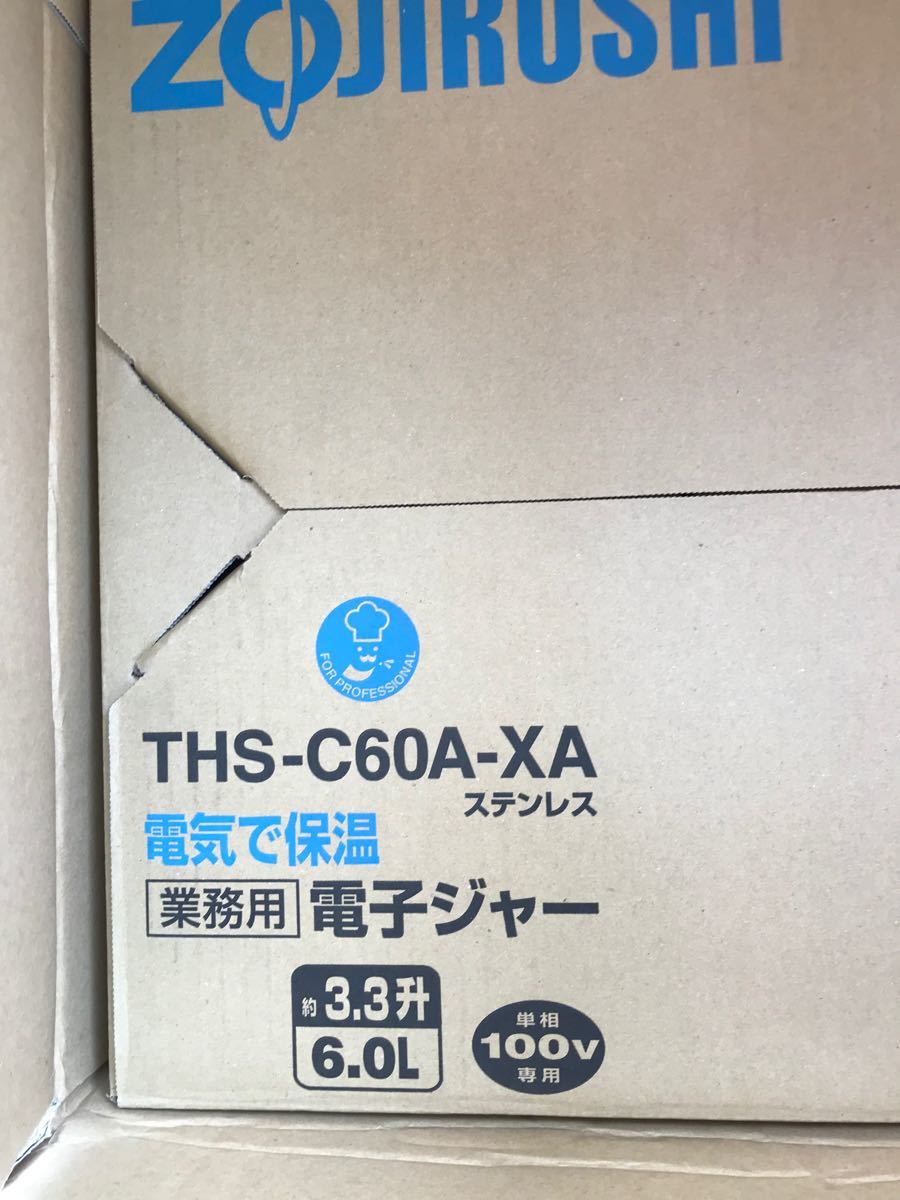 ZOJIRUSHI
FOR PROFESSIONAL
THS-C60A-XA
ステンレス
電気で保温
業務用 電子ジャー
約3.3升
6.0L
単相
100V
専用